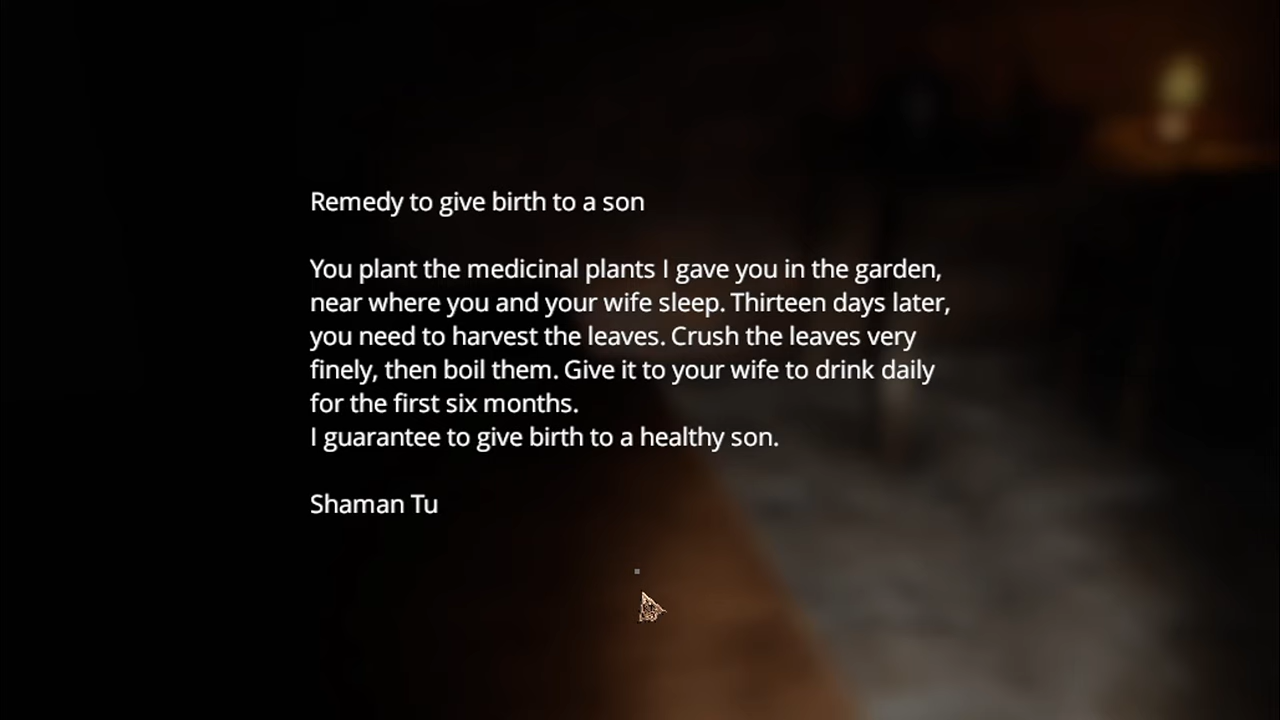 Remedy to give birth to a son
You plant the medicinal plants I gave you in the garden,
near where you and your wife sleep. Thirteen days later,
you need to harvest the leaves. Crush the leaves very
finely, then boil them. Give it to your wife to drink daily
for the first six months.
I guarantee to give birth to a healthy son.
Shaman Tu